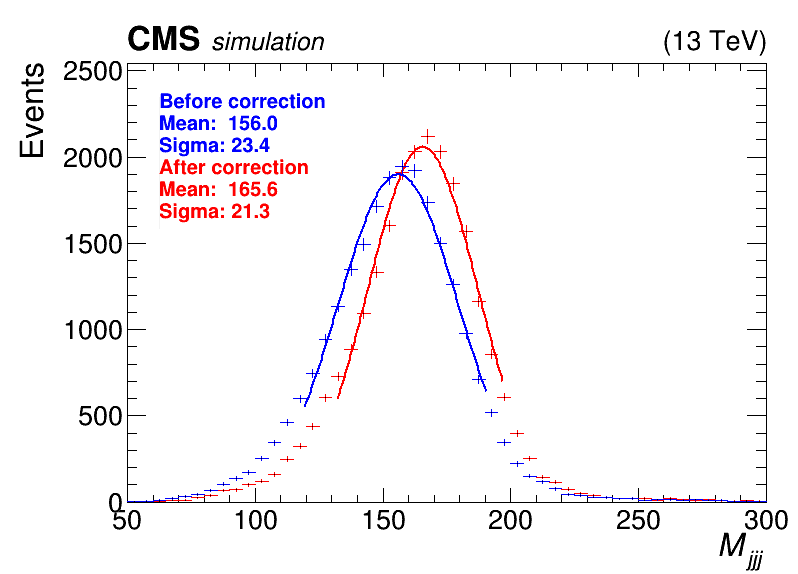 CMS simulation (13 TeV)
Events
2500
2000
1500
1000
500
0
Before correction
Mean: 156.0
Sigma: 23.4
After correction
Mean: 165.6
Sigma: 21.3
50 100 150 200 250 300
M_jjj